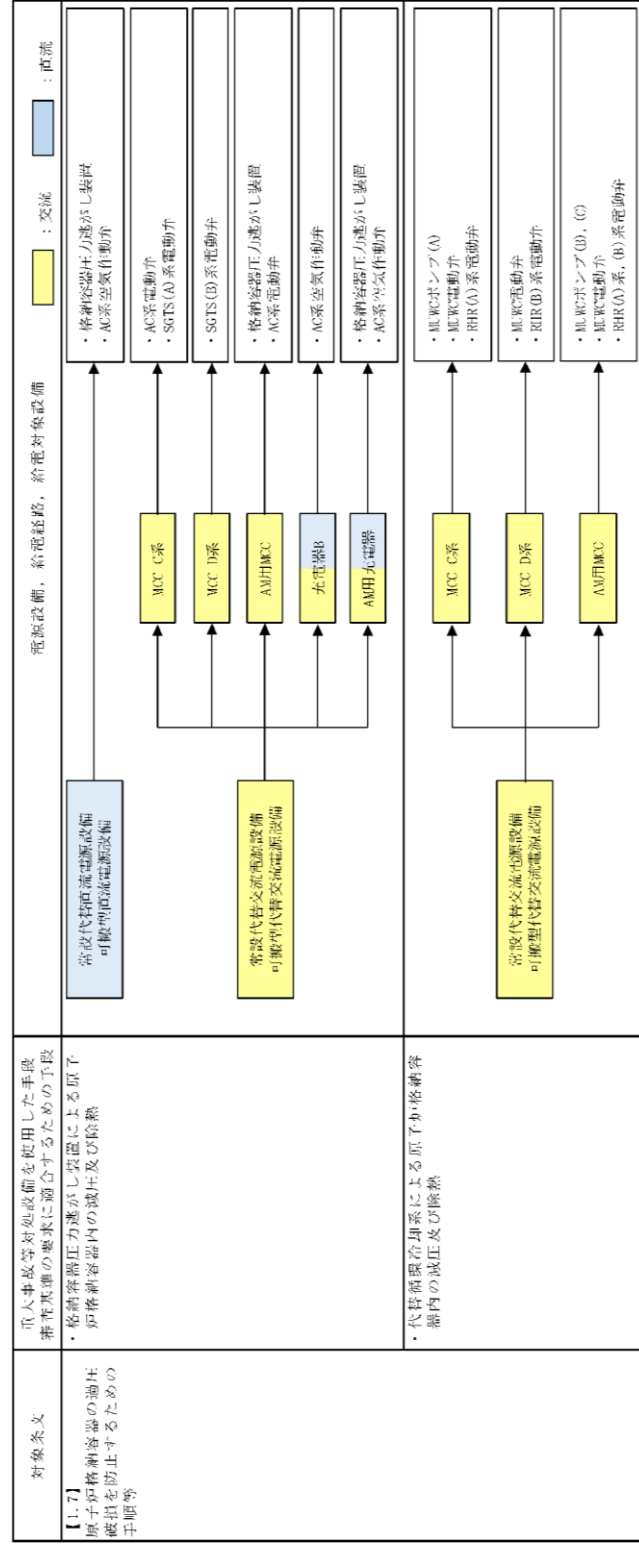 対象条文
重大事故等対処設備を使用した手段
審査基準の要求に適合するための手段
電源設備，給電経路，給電対象設備
：交流
：直流
【1.7】
原子炉格納容器の過圧
破損を防止するための
手順等
・格納容器圧力逃がし装置による原子
炉格納容器内の減圧及び除熱
常設代替直流電源設備
可搬型直流電源設備
・格納容器圧力逃がし装置
・AC系空気作動弁
常設代替交流電源設備
可搬型代替交流電源設備
MCC C系
・AC系電動弁
・SGTS(A)系電動弁
MCC D系
・SGTS(B)系電動弁
AM用MCC
・格納容器圧力逃がし装置
・AC系電動弁
充電器B
・AC系空気作動弁
AM用充電器
・格納容器圧力逃がし装置
・AC系空気作動弁
・代替循環冷却系による原子炉格納容
器内の減圧及び除熱
常設代替交流電源設備
可搬型代替交流電源設備
MCC C系
・MUWCポンプ(A)
・MUWC電動弁
・RHR(A)系電動弁
MCC D系
・MUWC電動弁
・RHR(B)系電動弁
AM用MCC
・MUWCポンプ(B),(C)
・MUWC電動弁
・RHR(A)系,(B)系電動弁